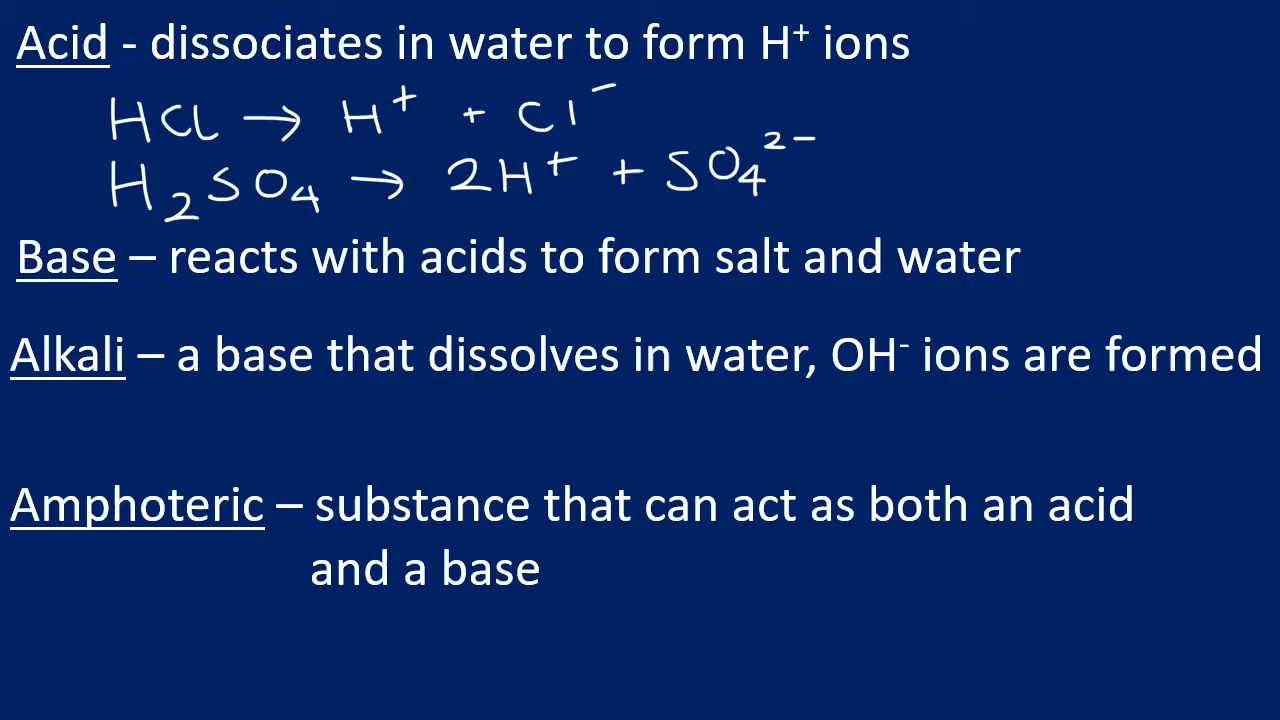 Acid - dissociates in water to form H⁺ ions
HCl → H⁺ + Cl⁻
H₂SO₄ → 2H⁺ + SO₄²⁻
Base – reacts with acids to form salt and water
Alkali – a base that dissolves in water, OH⁻ ions are formed
Amphoteric – substance that can act as both an acid
and a base